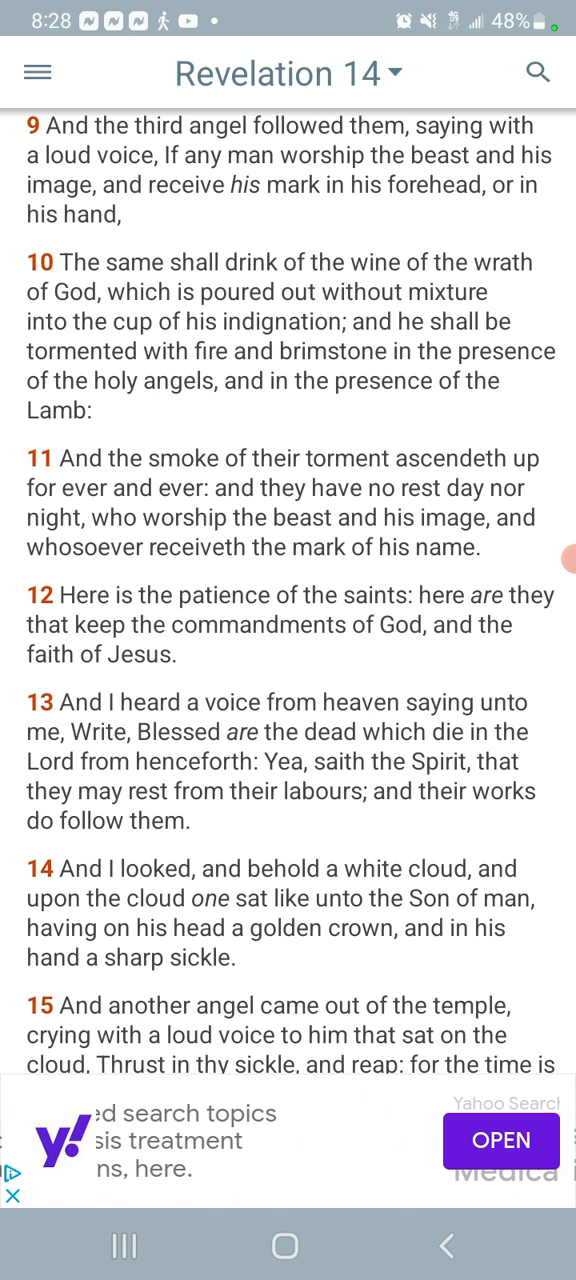 8:28
48%
Revelation 14
9 And the third angel followed them, saying with
a loud voice, If any man worship the beast and his
image, and receive his mark in his forehead, or in
his hand,
10 The same shall drink of the wine of the wrath
of God, which is poured out without mixture
into the cup of his indignation; and he shall be
tormented with fire and brimstone in the presence
of the holy angels, and in the presence of the
Lamb:
11 And the smoke of their torment ascendeth up
for ever and ever: and they have no rest day nor
night, who worship the beast and his image, and
whosoever receiveth the mark of his name.
12 Here is the patience of the saints: here are they
that keep the commandments of God, and the
faith of Jesus.
13 And I heard a voice from heaven saying unto
me, Write, Blessed are the dead which die in the
Lord from henceforth: Yea, saith the Spirit, that
they may rest from their labours; and their works
do follow them.
14 And I looked, and behold a white cloud, and
upon the cloud one sat like unto the Son of man,
having on his head a golden crown, and in his
hand a sharp sickle.
15 And another angel came out of the temple,
crying with a loud voice to him that sat on the
cloud, Thrust in thy sickle, and reap: for the time is
Yahoo Search
ed search topics
y! sis treatment
OPEN
ns, here.
Medica